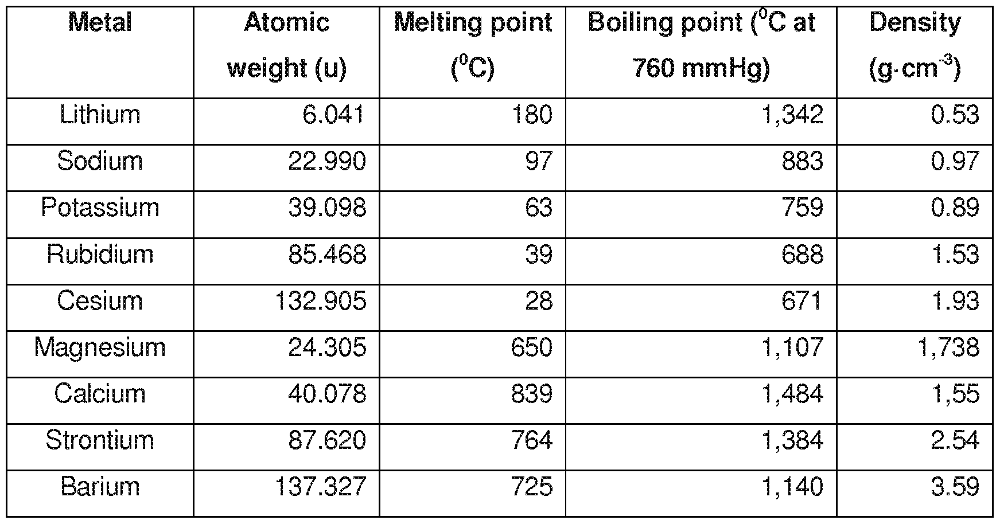 Metal Atomic weight (u) Melting point (⁰C) Boiling point (⁰C at 760 mmHg) Density (g·cm⁻³)
Lithium 6.041 180 1,342 0.53
Sodium 22.990 97 883 0.97
Potassium 39.098 63 759 0.89
Rubidium 85.468 39 688 1.53
Cesium 132.905 28 671 1.93
Magnesium 24.305 650 1,107 1,738
Calcium 40.078 839 1,484 1,55
Strontium 87.620 764 1,384 2.54
Barium 137.327 725 1,140 3.59